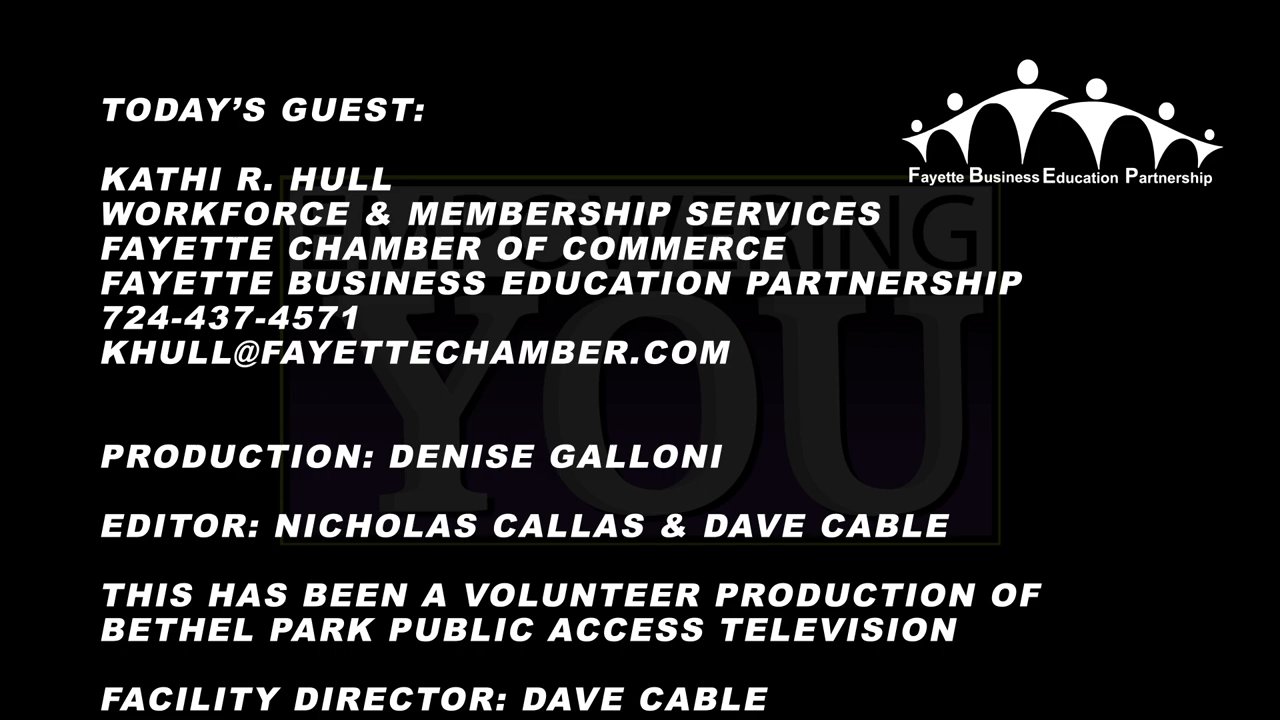 TODAY'S GUEST:
Fayette Business Education Partnership
KATHI R. HULL
WORKFORCE & MEMBERSHIP SERVICES
FAYETTE CHAMBER OF COMMERCE
FAYETTE BUSINESS EDUCATION PARTNERSHIP
724-437-4571
KHULL@FAYETTECHAMBER.COM
EMPOWERING
YOU
PRODUCTION: DENISE GALLONI
EDITOR: NICHOLAS CALLAS & DAVE CABLE
THIS HAS BEEN A VOLUNTEER PRODUCTION OF
BETHEL PARK PUBLIC ACCESS TELEVISION
FACILITY DIRECTOR: DAVE CABLE